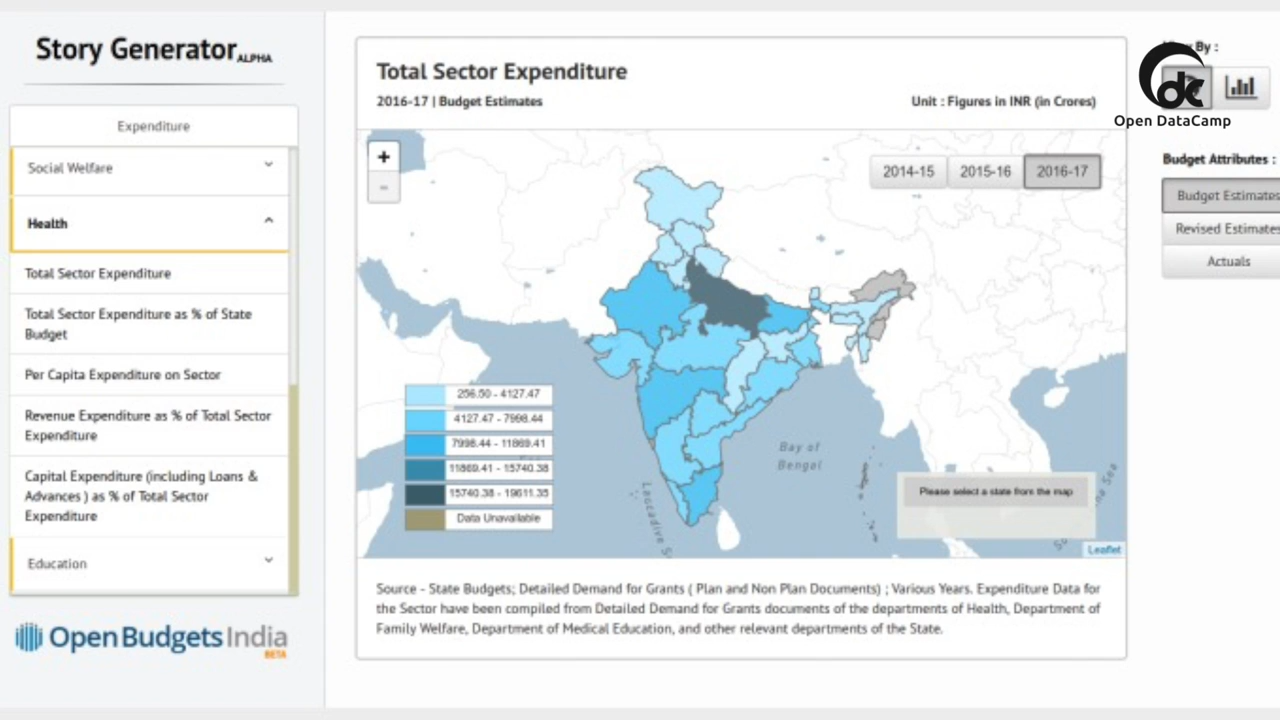 Story Generator ALPHA
Expenditure
Social Welfare
Health
Total Sector Expenditure
Total Sector Expenditure as % of State
Budget
Per Capita Expenditure on Sector
Revenue Expenditure as % of Total Sector
Expenditure
Capital Expenditure (including Loans &
Advances ) as % of Total Sector
Expenditure
Education
Open Budgets India
BETA
Total Sector Expenditure
2016-17 | Budget Estimates
Unit : Figures in INR (in Crores)
+
-
2014-15
2015-16
2016-17
256.50 - 4127.47
4127.47 - 7998.44
7998.44 - 11869.41
11869.41 - 15740.38
15740.38 - 19611.35
Data Unavailable
Bay of
Bengal
Laccadive S
Please select a state from the map
Leaflet
Source - State Budgets; Detailed Demand for Grants ( Plan and Non Plan Documents) ; Various Years. Expenditure Data for
the Sector have been compiled from Detailed Demand for Grants documents of the departments of Health, Department of
Family Welfare, Department of Medical Education, and other relevant departments of the State.
By :
dc
Open DataCamp
Budget Attributes :
Budget Estimates
Revised Estimates
Actuals